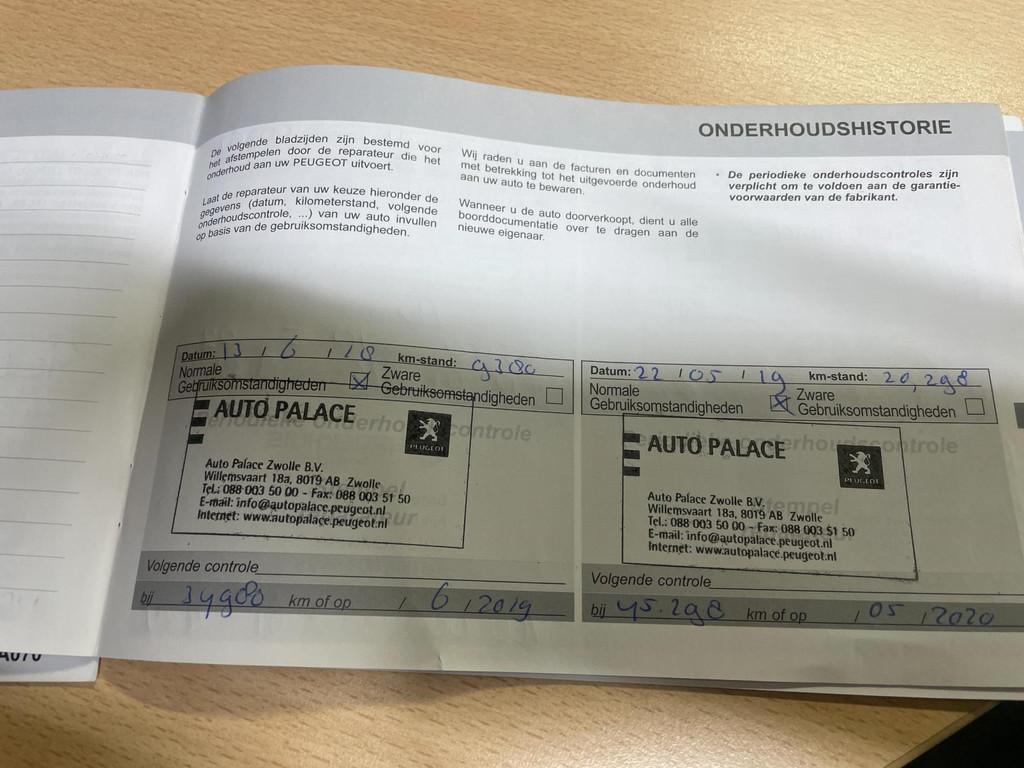 ONDERHOUDSHISTORIE
De volgende bladzijden zijn bestemd voor
het afstempelen door de reparateur die het
onderhoud aan uw PEUGEOT uitvoert.
Laat de reparateur van uw keuze hieronder de
gegevens (datum, kilometerstand, volgende
onderhoudscontrole, ...) van uw auto invullen
op basis van de gebruiksomstandigheden.
Wij raden u aan de facturen en documenten
met betrekking tot het uitgevoerde onderhoud
aan uw auto te bewaren.
Wanneer u de auto doorverkoopt, dient u alle
boorddocumentatie over te dragen aan de
nieuwe eigenaar.
• De periodieke onderhoudscontroles zijn
verplicht om te voldoen aan de garantie-
voorwaarden van de fabrikant.
Datum: 13 / 6 / 18 km-stand: 9380
Normale
Gebruiksomstandigheden
Zware
Gebruiksomstandigheden
AUTO PALACE
PEUGEOT
Auto Palace Zwolle B.V.
Willemsvaart 18a, 8019 AB Zwolle
Tel.: 088 003 50 00 - Fax: 088 003 51 50
E-mail: info@autopalace.peugeot.nl
Internet: www.autopalace.peugeot.nl
Volgende controle
bij 34980 km of op / 6 / 2019
Datum: 22 / 05 / 19 km-stand: 20,298
Normale
Gebruiksomstandigheden
Zware
Gebruiksomstandigheden
AUTO PALACE
PEUGEOT
Auto Palace Zwolle B.V.
Willemsvaart 18a, 8019 AB Zwolle
Tel.: 088 003 50 00 - Fax: 088 003 51 50
E-mail: info@autopalace.peugeot.nl
Internet: www.autopalace.peugeot.nl
Volgende controle
bij 45.298 km of op / 05 / 2020